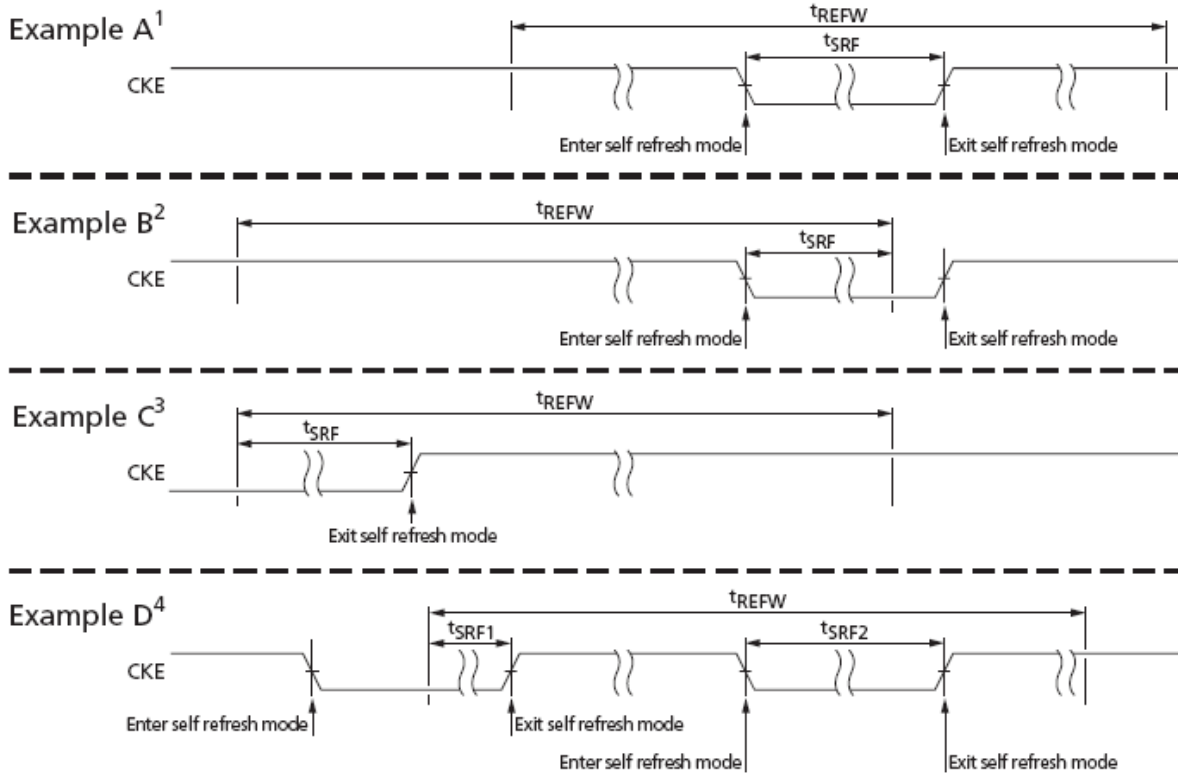 Example A¹
tREFW
tSRF
CKE
Enter self refresh mode
Exit self refresh mode
Example B²
tREFW
tSRF
CKE
Enter self refresh mode
Exit self refresh mode
Example C³
tREFW
tSRF
CKE
Exit self refresh mode
Example D⁴
tREFW
tSRF1
tSRF2
CKE
Enter self refresh mode
Exit self refresh mode
Enter self refresh mode
Exit self refresh mode